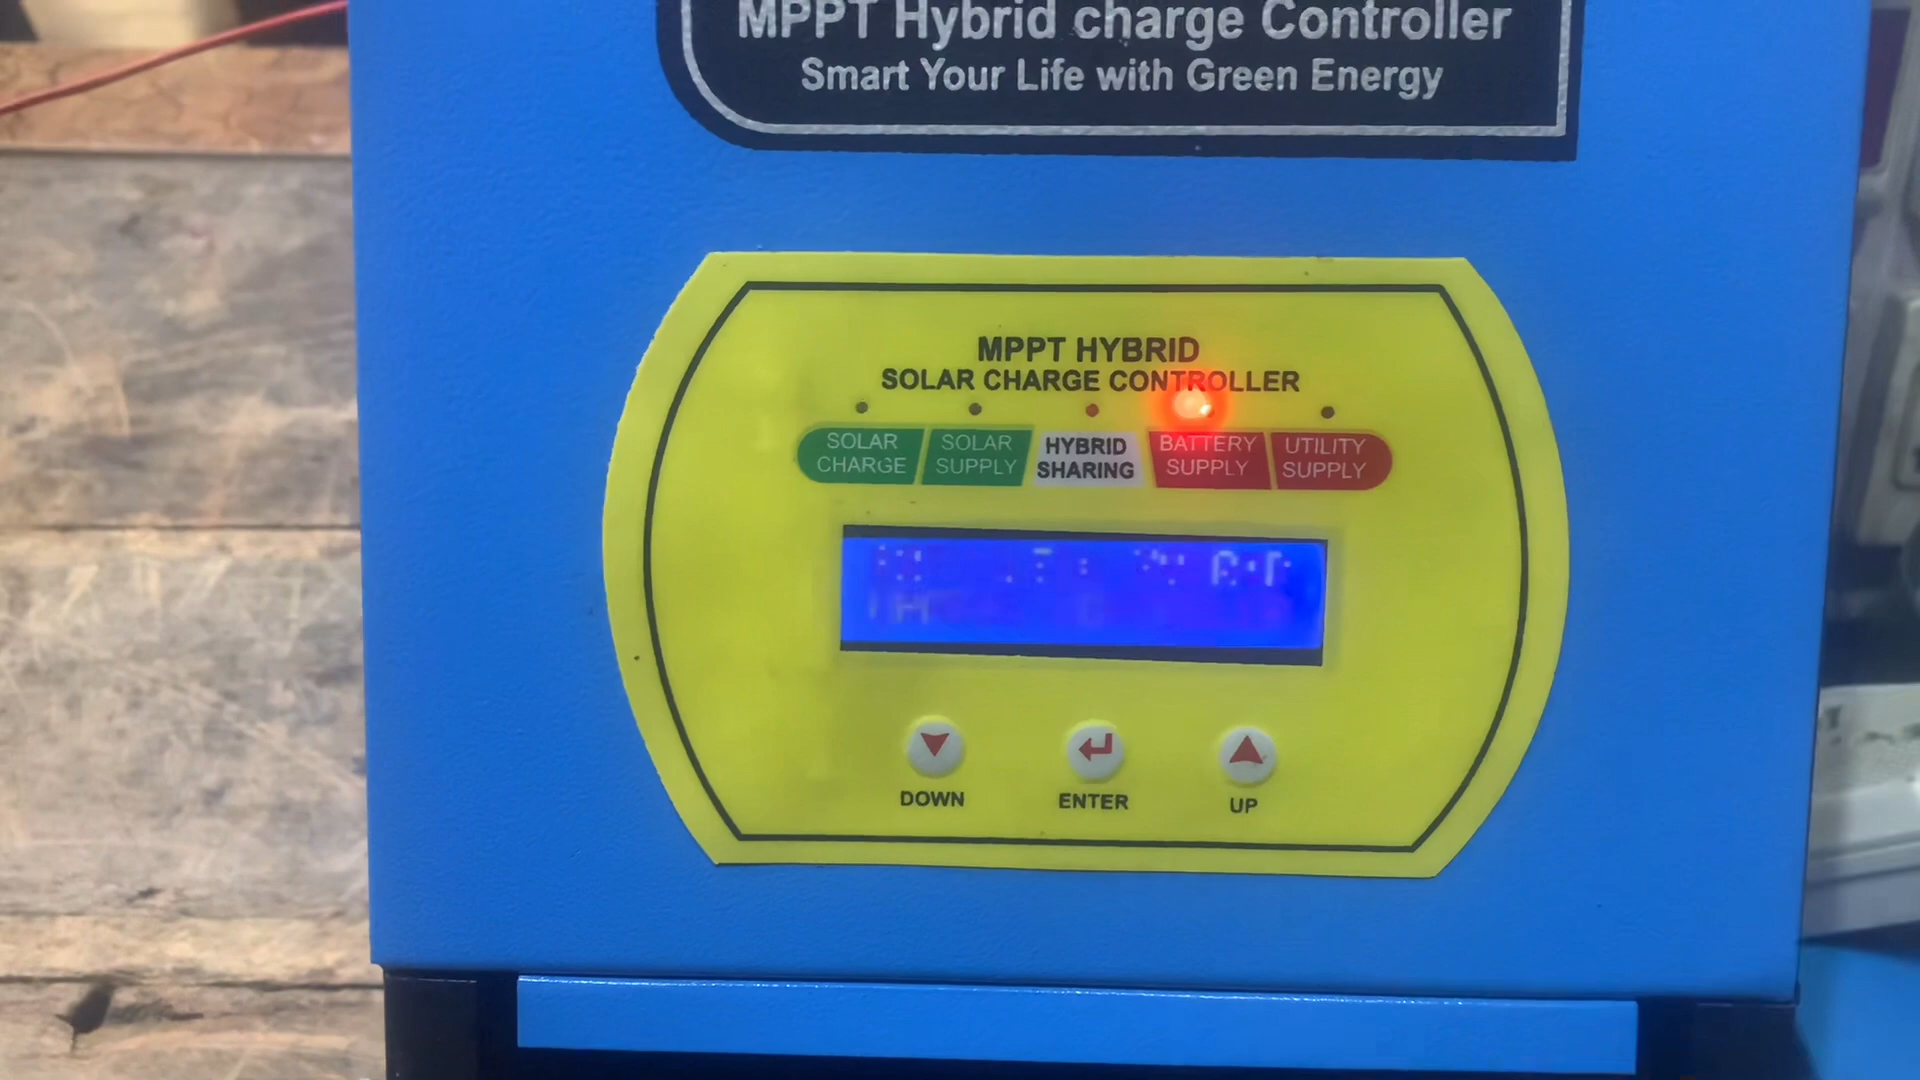 MPPT Hybrid charge Controller
Smart Your Life with Green Energy
MPPT HYBRID
SOLAR CHARGE CONTROLLER
SOLAR CHARGE
SOLAR SUPPLY
HYBRID SHARING
BATTERY SUPPLY
UTILITY SUPPLY
DOWN
ENTER
UP